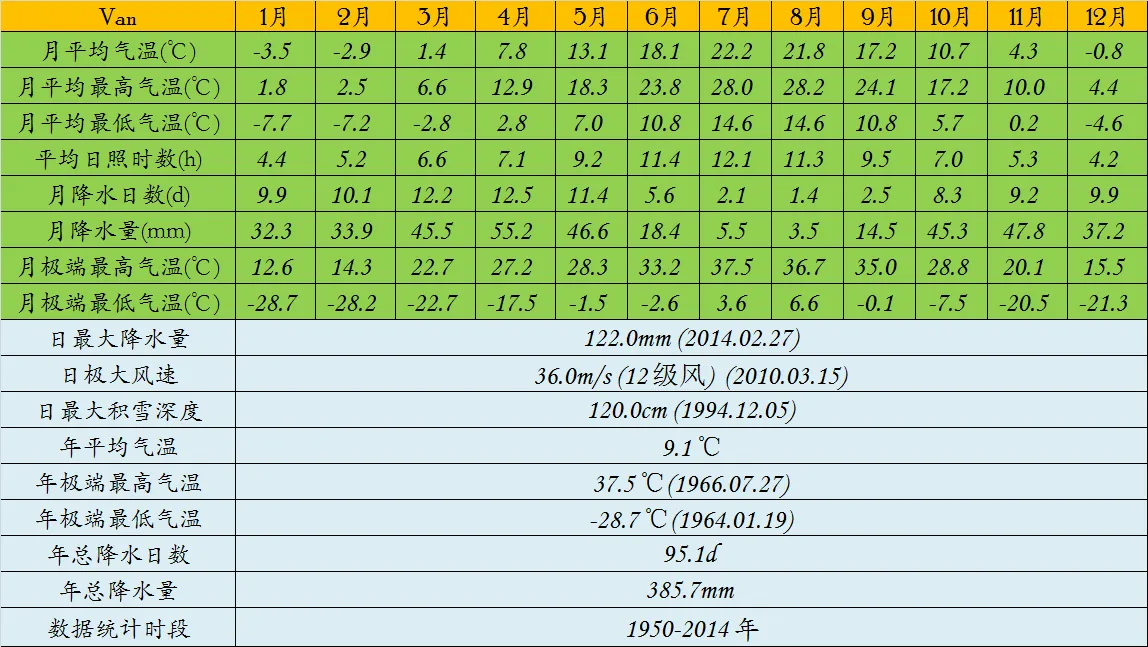 Van 1月 2月 3月 4月 5月 6月 7月 8月 9月 10月 11月 12月
月平均气温(℃) -3.5 -2.9 1.4 7.8 13.1 18.1 22.2 21.8 17.2 10.7 4.3 -0.8
月平均最高气温(℃) 1.8 2.5 6.6 12.9 18.3 23.8 28.0 28.2 24.1 17.2 10.0 4.4
月平均最低气温(℃) -7.7 -7.2 -2.8 2.8 7.0 10.8 14.6 14.6 10.8 5.7 0.2 -4.6
平均日照时数(h) 4.4 5.2 6.6 7.1 9.2 11.4 12.1 11.3 9.5 7.0 5.3 4.2
月降水日数(d) 9.9 10.1 12.2 12.5 11.4 5.6 2.1 1.4 2.5 8.3 9.2 9.9
月降水量(mm) 32.3 33.9 45.5 55.2 46.6 18.4 5.5 3.5 14.5 45.3 47.8 37.2
月极端最高气温(℃) 12.6 14.3 22.7 27.2 28.3 33.2 37.5 36.7 35.0 28.8 20.1 15.5
月极端最低气温(℃) -28.7 -28.2 -22.7 -17.5 -1.5 -2.6 3.6 6.6 -0.1 -7.5 -20.5 -21.3
日最大降水量 122.0mm (2014.02.27)
日极大风速 36.0m/s (12级风) (2010.03.15)
日最大积雪深度 120.0cm (1994.12.05)
年平均气温 9.1℃
年极端最高气温 37.5℃(1966.07.27)
年极端最低气温 -28.7℃(1964.01.19)
年总降水日数 95.1d
年总降水量 385.7mm
数据统计时段 1950-2014年